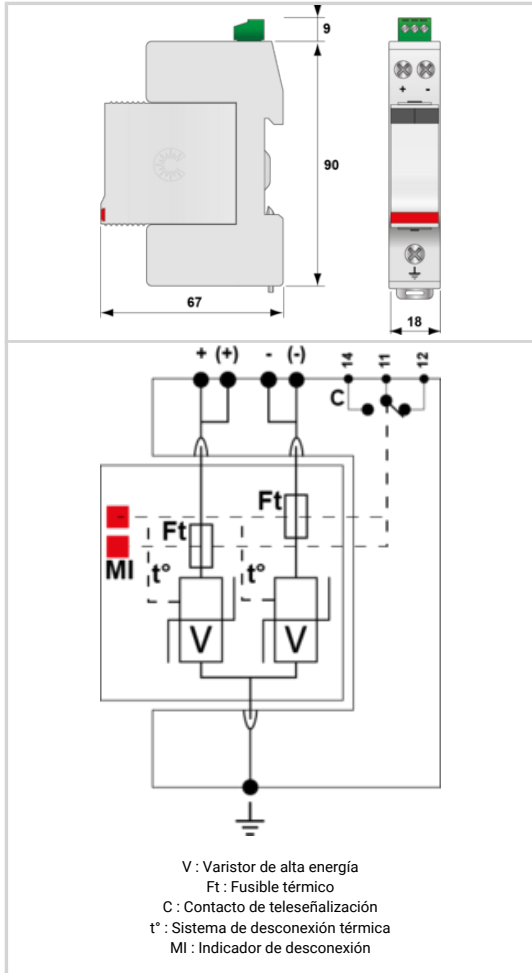 9
90
67
+ -
18
+ (+) - (-) 14 11 12
C
Ft
Ft
MI
t° t°
V V
V : Varistor de alta energía
Ft : Fusible térmico
C : Contacto de teleseñalización
t° : Sistema de desconexión térmica
MI : Indicador de desconexión